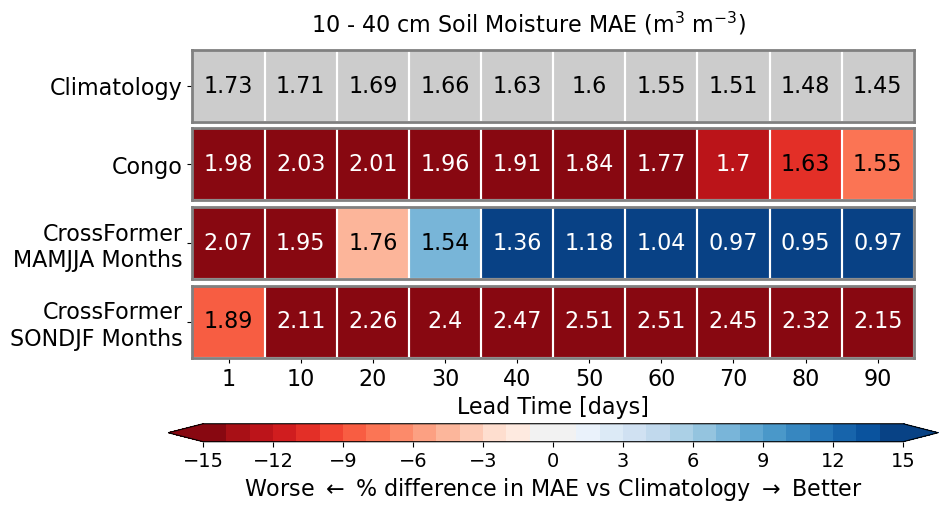 10 - 40 cm Soil Moisture MAE (m³ m⁻³)
Climatology 1.73 1.71 1.69 1.66 1.63 1.6 1.55 1.51 1.48 1.45
Congo 1.98 2.03 2.01 1.96 1.91 1.84 1.77 1.7 1.63 1.55
CrossFormer
MAMJJA Months
2.07 1.95 1.76 1.54 1.36 1.18 1.04 0.97 0.95 0.97
CrossFormer
SONDJF Months
1.89 2.11 2.26 2.4 2.47 2.51 2.51 2.45 2.32 2.15
1 10 20 30 40 50 60 70 80 90
Lead Time [days]
−15 −12 −9 −6 −3 0 3 6 9 12 15
Worse ← % difference in MAE vs Climatology → Better